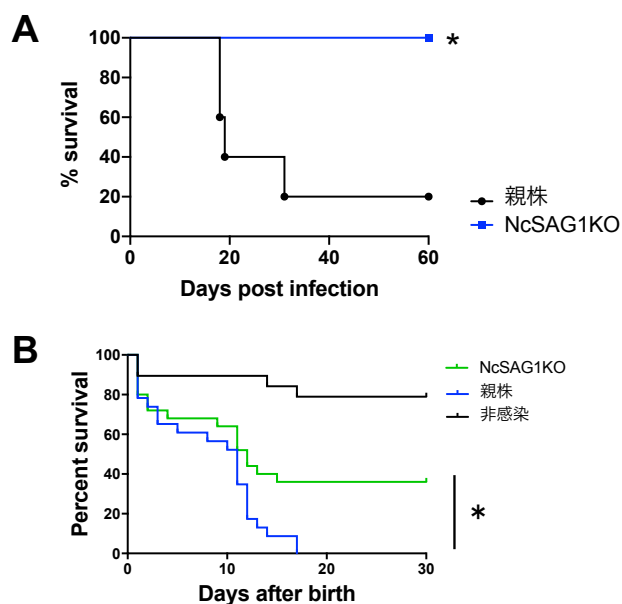 A
100
*
80
60
40
20
0
% survival
0 20 40 60
Days post infection
親株
NcSAG1KO
B
100
80
60
40
20
0
Percent survival
0 10 20 30
Days after birth
NcSAG1KO
親株
非感染
*